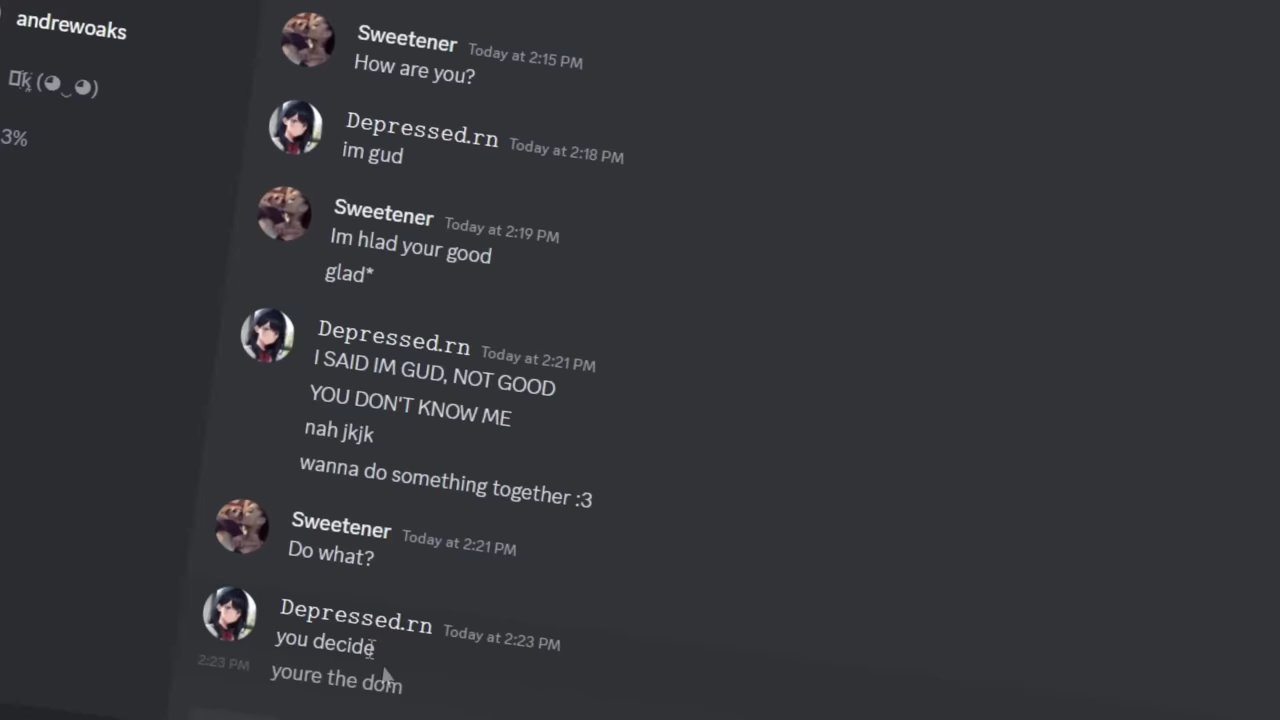 andrewoaks
(◕‿◕)
3%
Sweetener Today at 2:15 PM
How are you?
Depressed.rn Today at 2:18 PM
im gud
Sweetener Today at 2:19 PM
Im hlad your good
glad*
Depressed.rn Today at 2:21 PM
I SAID IM GUD, NOT GOOD
YOU DON'T KNOW ME
nah jkjk
wanna do something together :3
Sweetener Today at 2:21 PM
Do what?
Depressed.rn Today at 2:23 PM
you decide
2:23 PM youre the dom